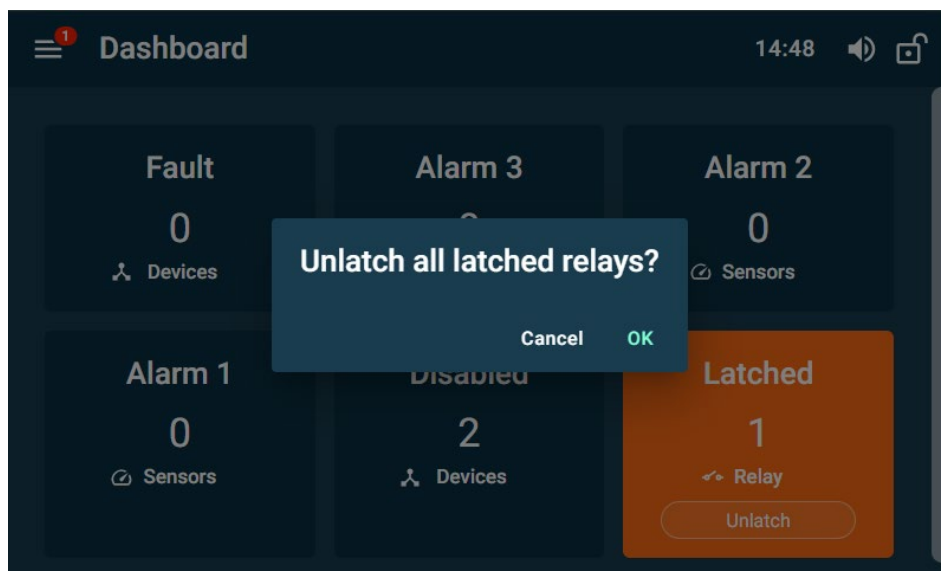 1
Dashboard
14:48
Fault
Alarm 3
Alarm 2
0
0
Devices
Sensors
Unlatch all latched relays?
Cancel
OK
Alarm 1
Disabled
Latched
0
2
1
Sensors
Devices
Relay
Unlatch